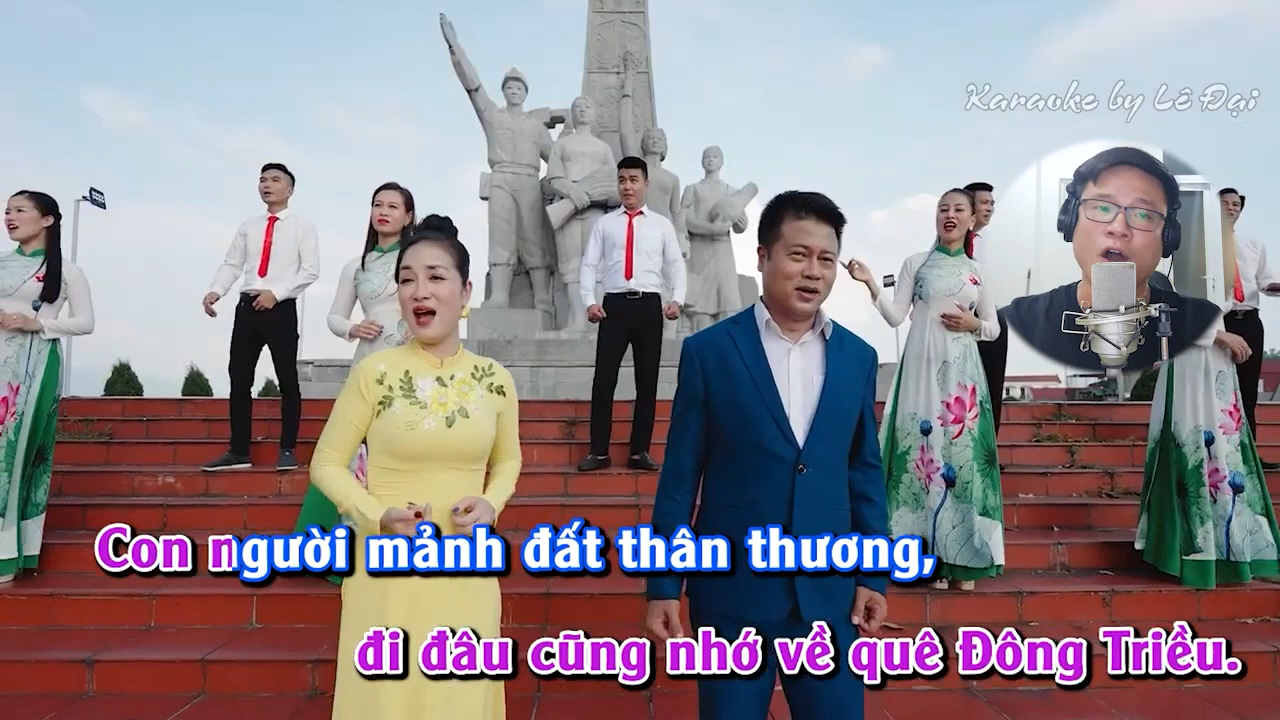 Karaoke by Lê Đại
Con người mảnh đất thân thương,
đi đâu cũng nhớ về quê Đông Triều.